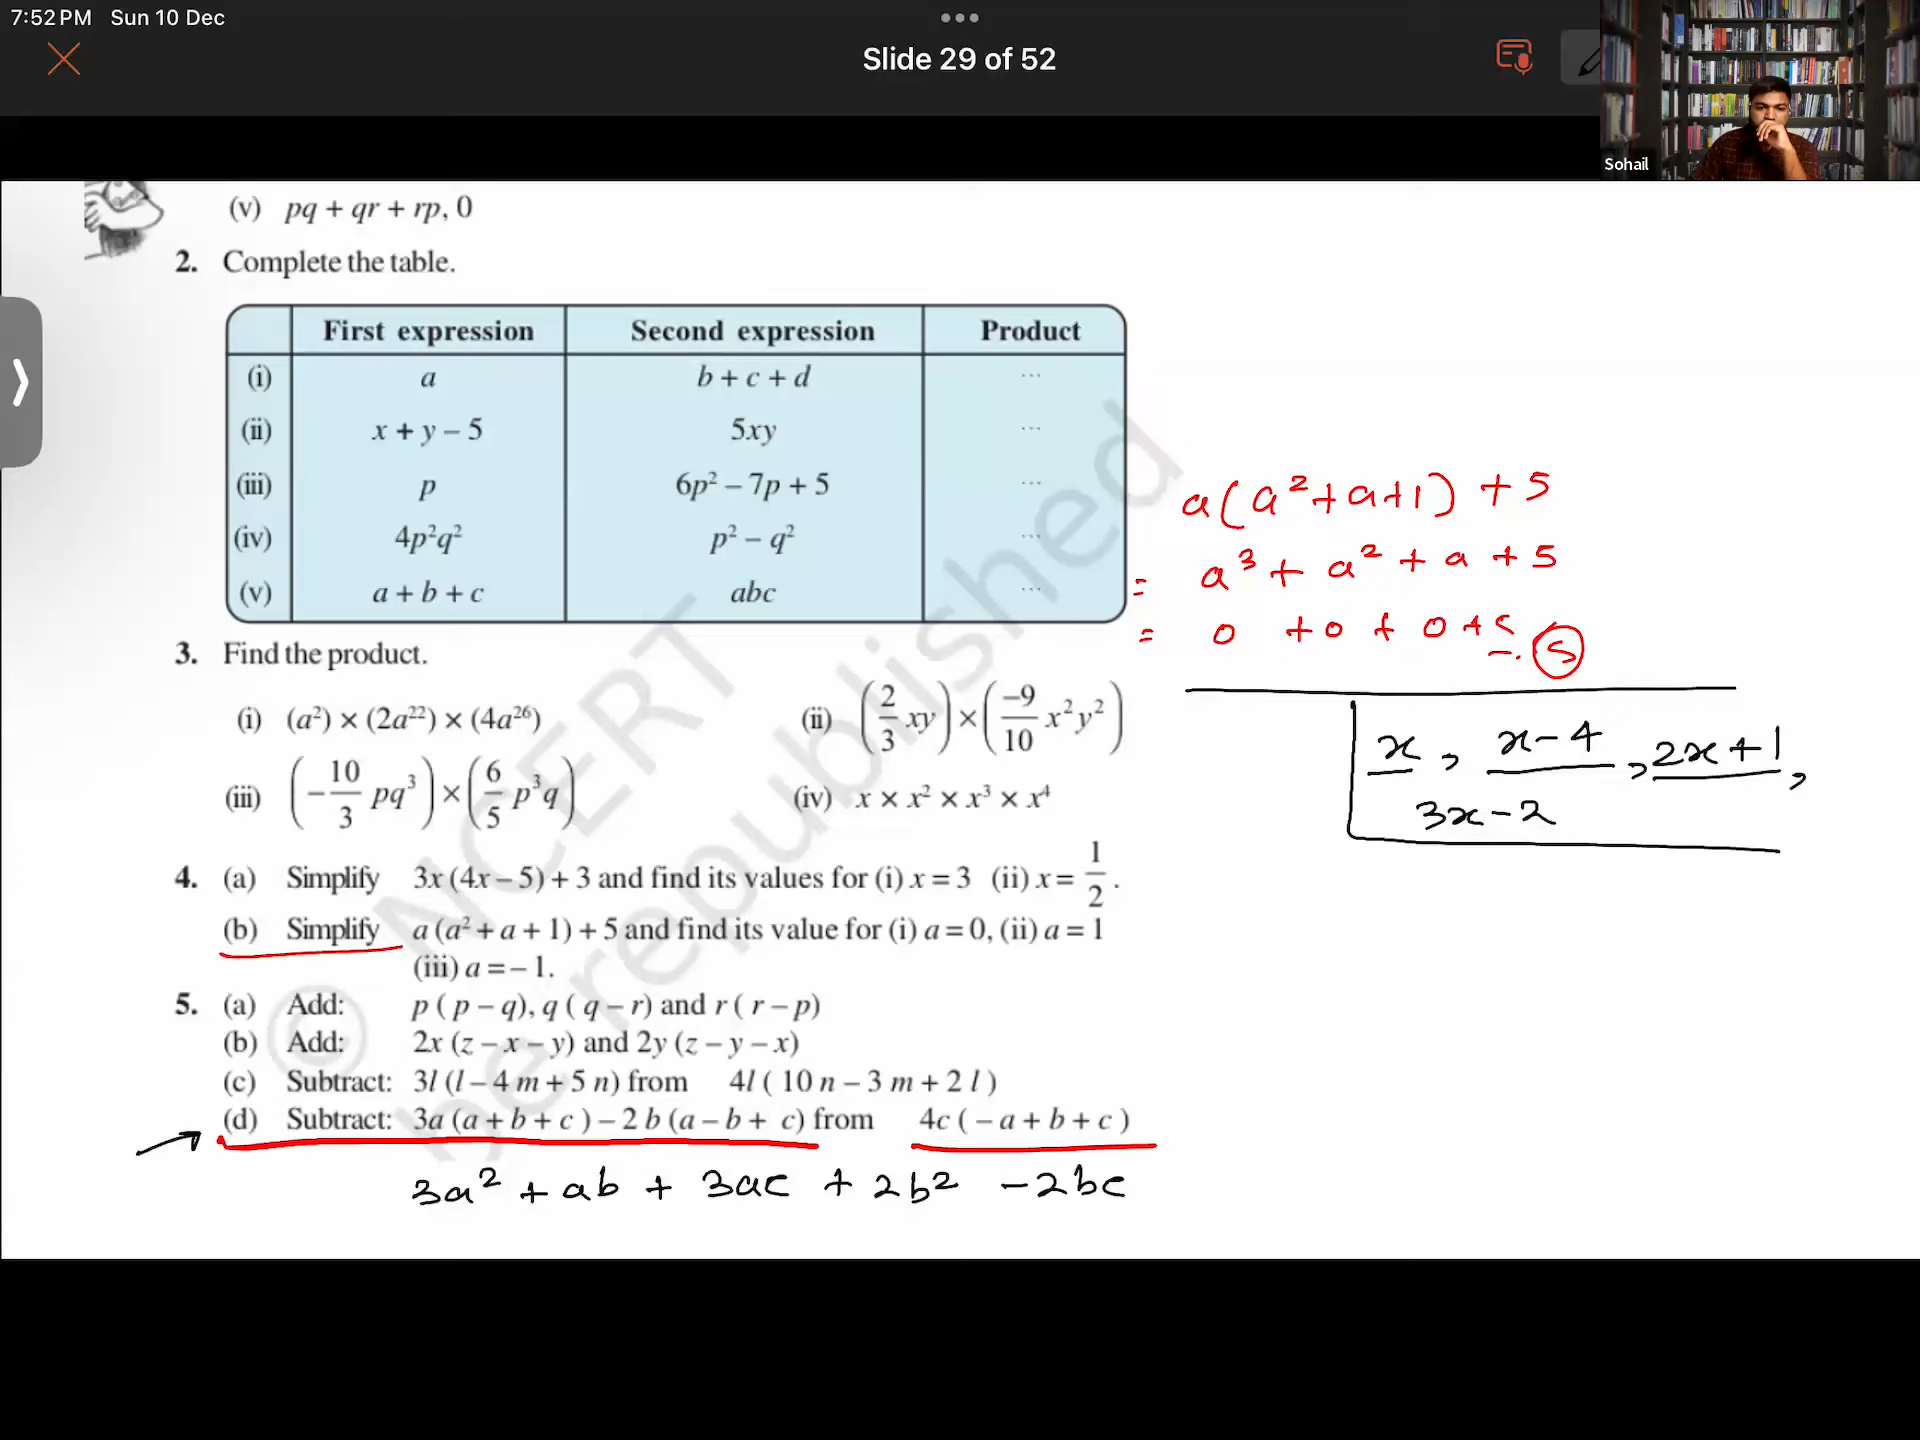 7:52 PM Sun 10 Dec
Slide 29 of 52
Sohail
(v) pq + qr + rp, 0
2. Complete the table.
First expression Second expression Product
(i) a b + c + d ...
(ii) x + y – 5 5xy ...
(iii) p 6p² – 7p + 5 ...
(iv) 4p²q² p² – q² ...
(v) a + b + c abc ...
a(a²+a+1) +5
= a³ + a² + a + 5
= 0 + 0 + 0 + 5 5
3. Find the product.
(i) (a²) × (2a²²) × (4a²⁶) (ii) (2/3 xy) × (–9/10 x²y²)
(iii) (–10/3 pq³) × (6/5 p³q) (iv) x × x² × x³ × x⁴
x, x-4, 2x+1,
3x-2
4. (a) Simplify 3x (4x – 5) + 3 and find its values for (i) x = 3 (ii) x = 1/2.
(b) Simplify a (a² + a + 1) + 5 and find its value for (i) a = 0, (ii) a = 1
(iii) a = – 1.
5. (a) Add: p ( p – q), q ( q – r) and r ( r – p)
(b) Add: 2x (z – x – y) and 2y (z – y – x)
(c) Subtract: 3l (l – 4 m + 5 n) from 4l ( 10 n – 3 m + 2 l )
(d) Subtract: 3a (a + b + c ) – 2 b (a – b + c) from 4c ( – a + b + c )
3a² + ab + 3ac + 2b² - 2bc
© NCERT
be republished